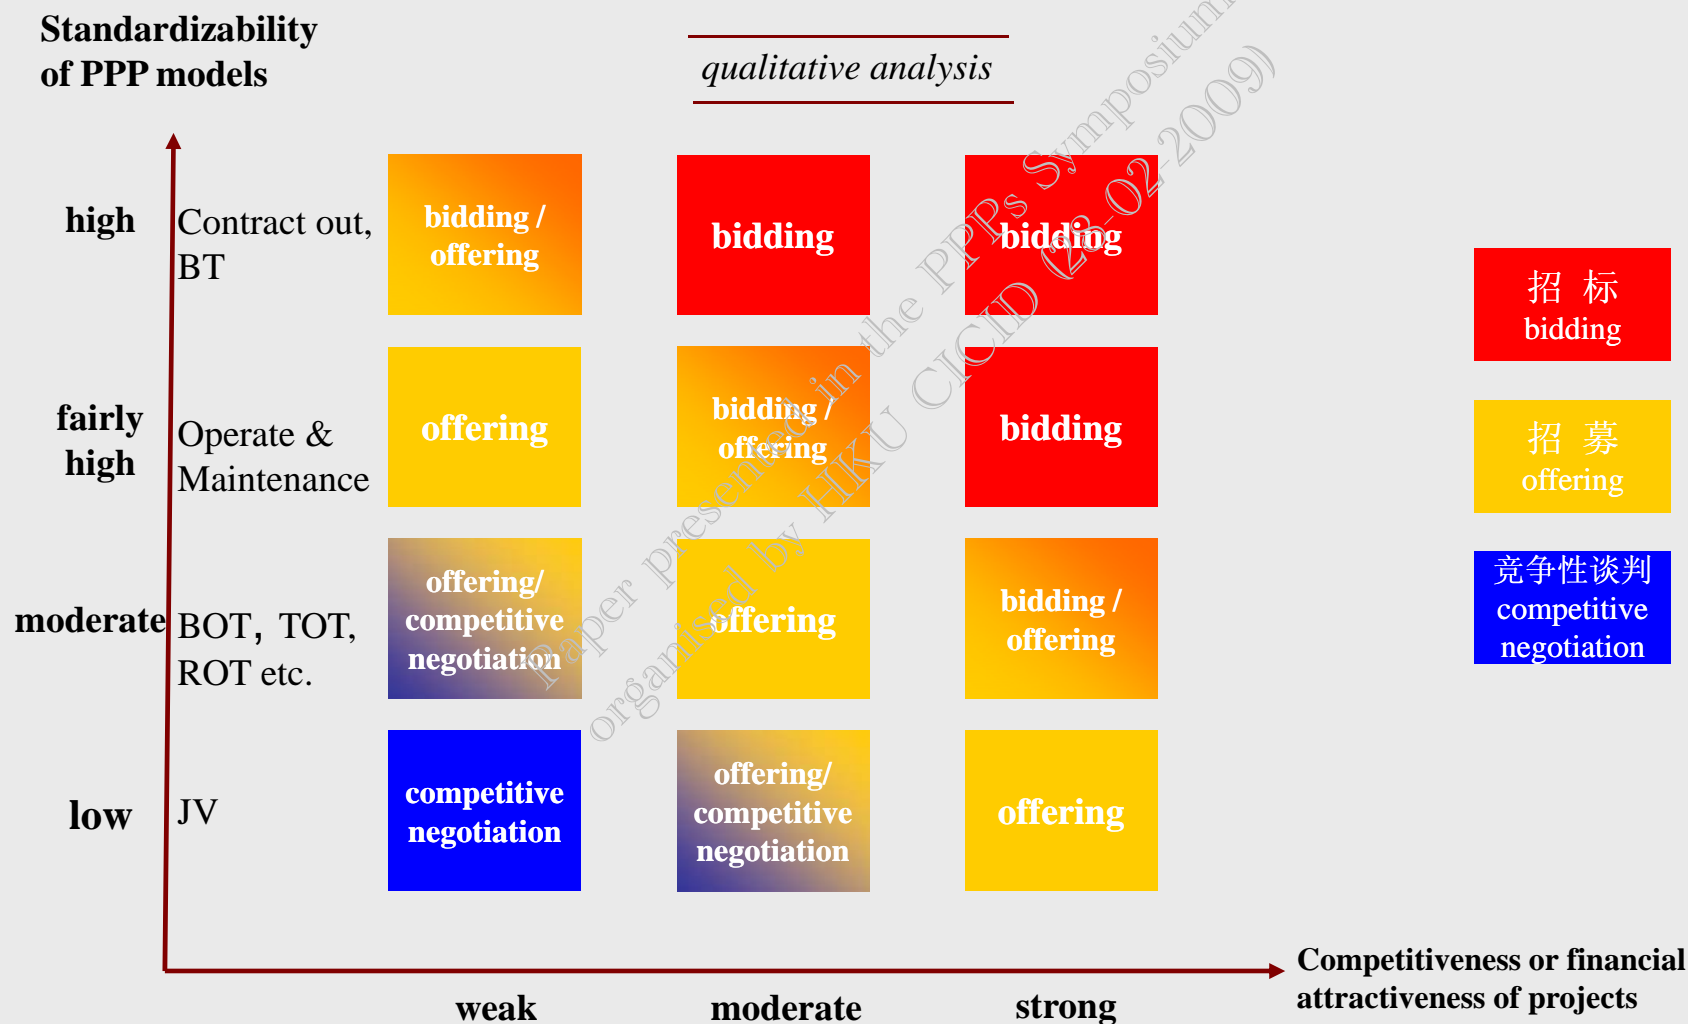 Standardizability
of PPP models
qualitative analysis
high
Contract out,
BT
bidding /
offering
bidding
bidding
fairly
high
Operate &
Maintenance
offering
bidding /
offering
bidding
moderate
BOT，TOT,
ROT etc.
offering/
competitive
negotiation
offering
bidding /
offering
low
JV
competitive
negotiation
offering/
competitive
negotiation
offering
招 标
bidding
招 募
offering
竞争性谈判
competitive
negotiation
weak
moderate
strong
Competitiveness or financial
attractiveness of projects
Paper presented in the PPPs Symposium
organised by HKU CICID (28-02-2009)